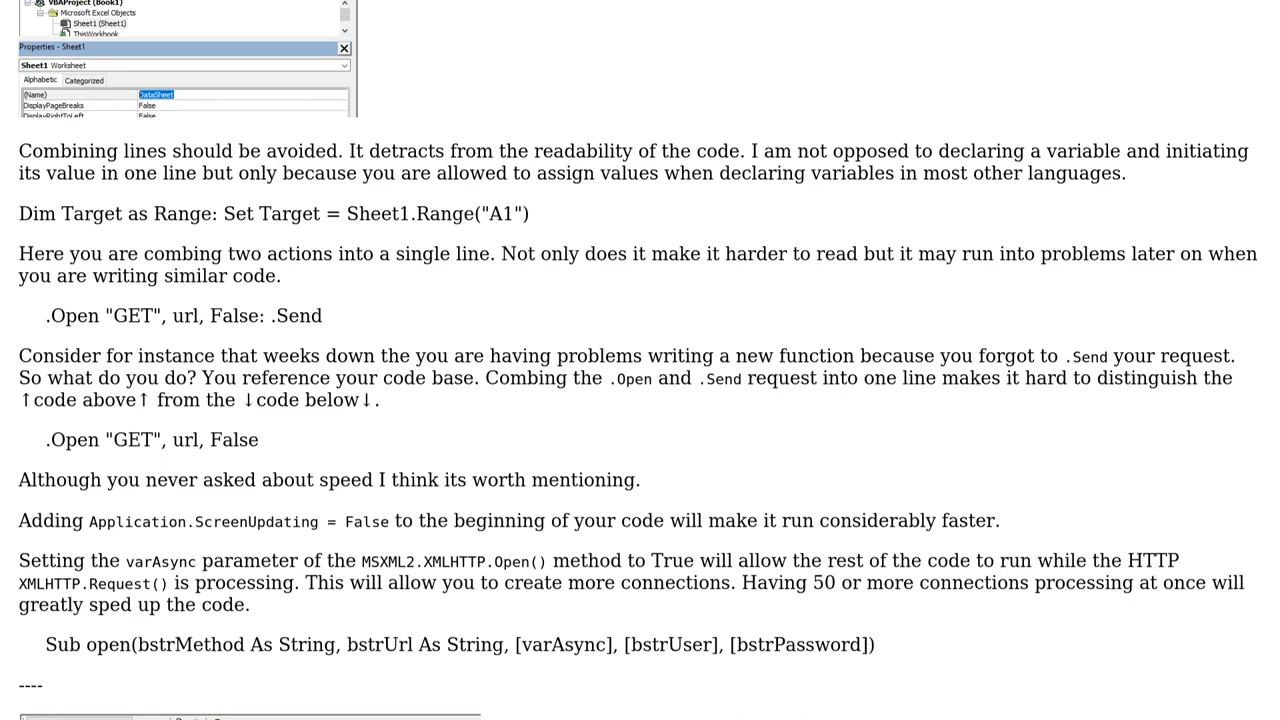 VBAProject (Book1)
Microsoft Excel Objects
Sheet1 (Sheet1)
ThisWorkbook
Properties - Sheet1
Sheet1 Worksheet
Alphabetic Categorized
(Name) DataSheet
DisplayPageBreaks False
DisplayRightToLeft False
Combining lines should be avoided. It detracts from the readability of the code. I am not opposed to declaring a variable and initiating
its value in one line but only because you are allowed to assign values when declaring variables in most other languages.
Dim Target as Range: Set Target = Sheet1.Range("A1")
Here you are combing two actions into a single line. Not only does it make it harder to read but it may run into problems later on when
you are writing similar code.
.Open "GET", url, False: .Send
Consider for instance that weeks down the you are having problems writing a new function because you forgot to .Send your request.
So what do you do? You reference your code base. Combing the .Open and .Send request into one line makes it hard to distinguish the
↑code above↑ from the ↓code below↓.
.Open "GET", url, False
Although you never asked about speed I think its worth mentioning.
Adding Application.ScreenUpdating = False to the beginning of your code will make it run considerably faster.
Setting the varAsync parameter of the MSXML2.XMLHTTP.Open() method to True will allow the rest of the code to run while the HTTP
XMLHTTP.Request() is processing. This will allow you to create more connections. Having 50 or more connections processing at once will
greatly sped up the code.
Sub open(bstrMethod As String, bstrUrl As String, [varAsync], [bstrUser], [bstrPassword])
----